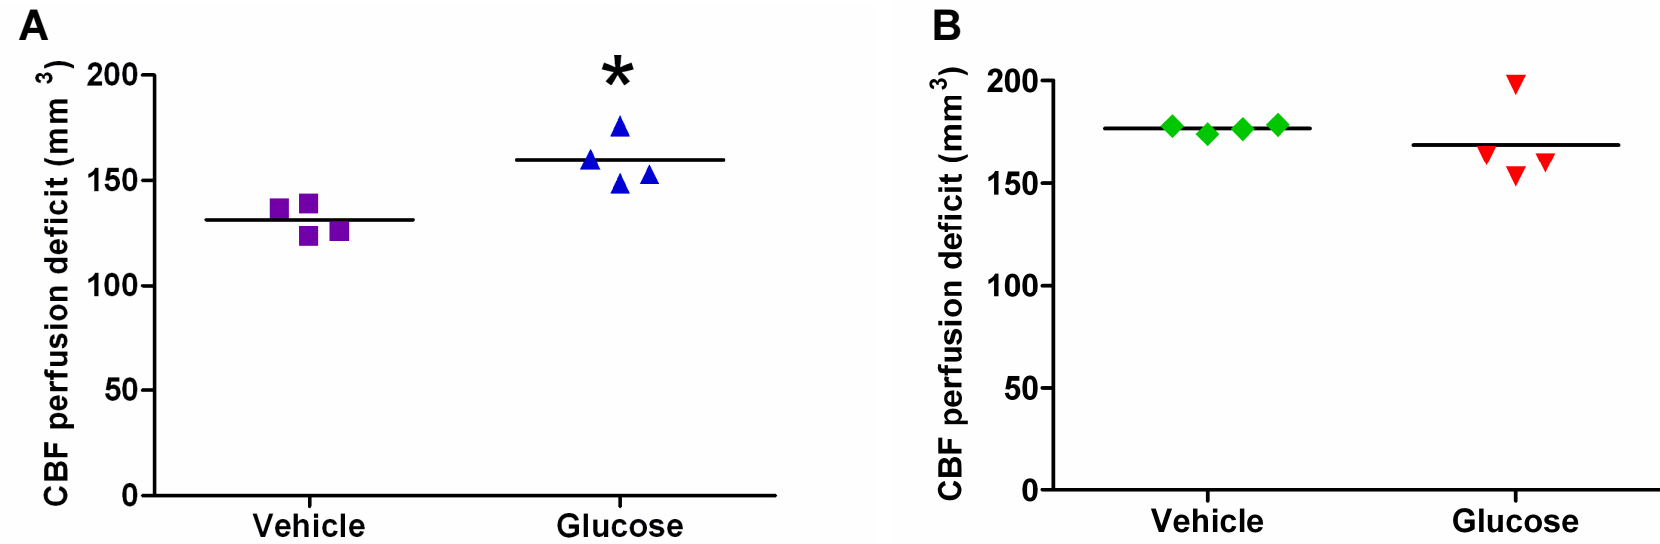 A
CBF perfusion deficit (mm 3)
200
150
100
50
0
*
Vehicle
Glucose
B
CBF perfusion deficit (mm3)
200
150
100
50
0
Vehicle
Glucose